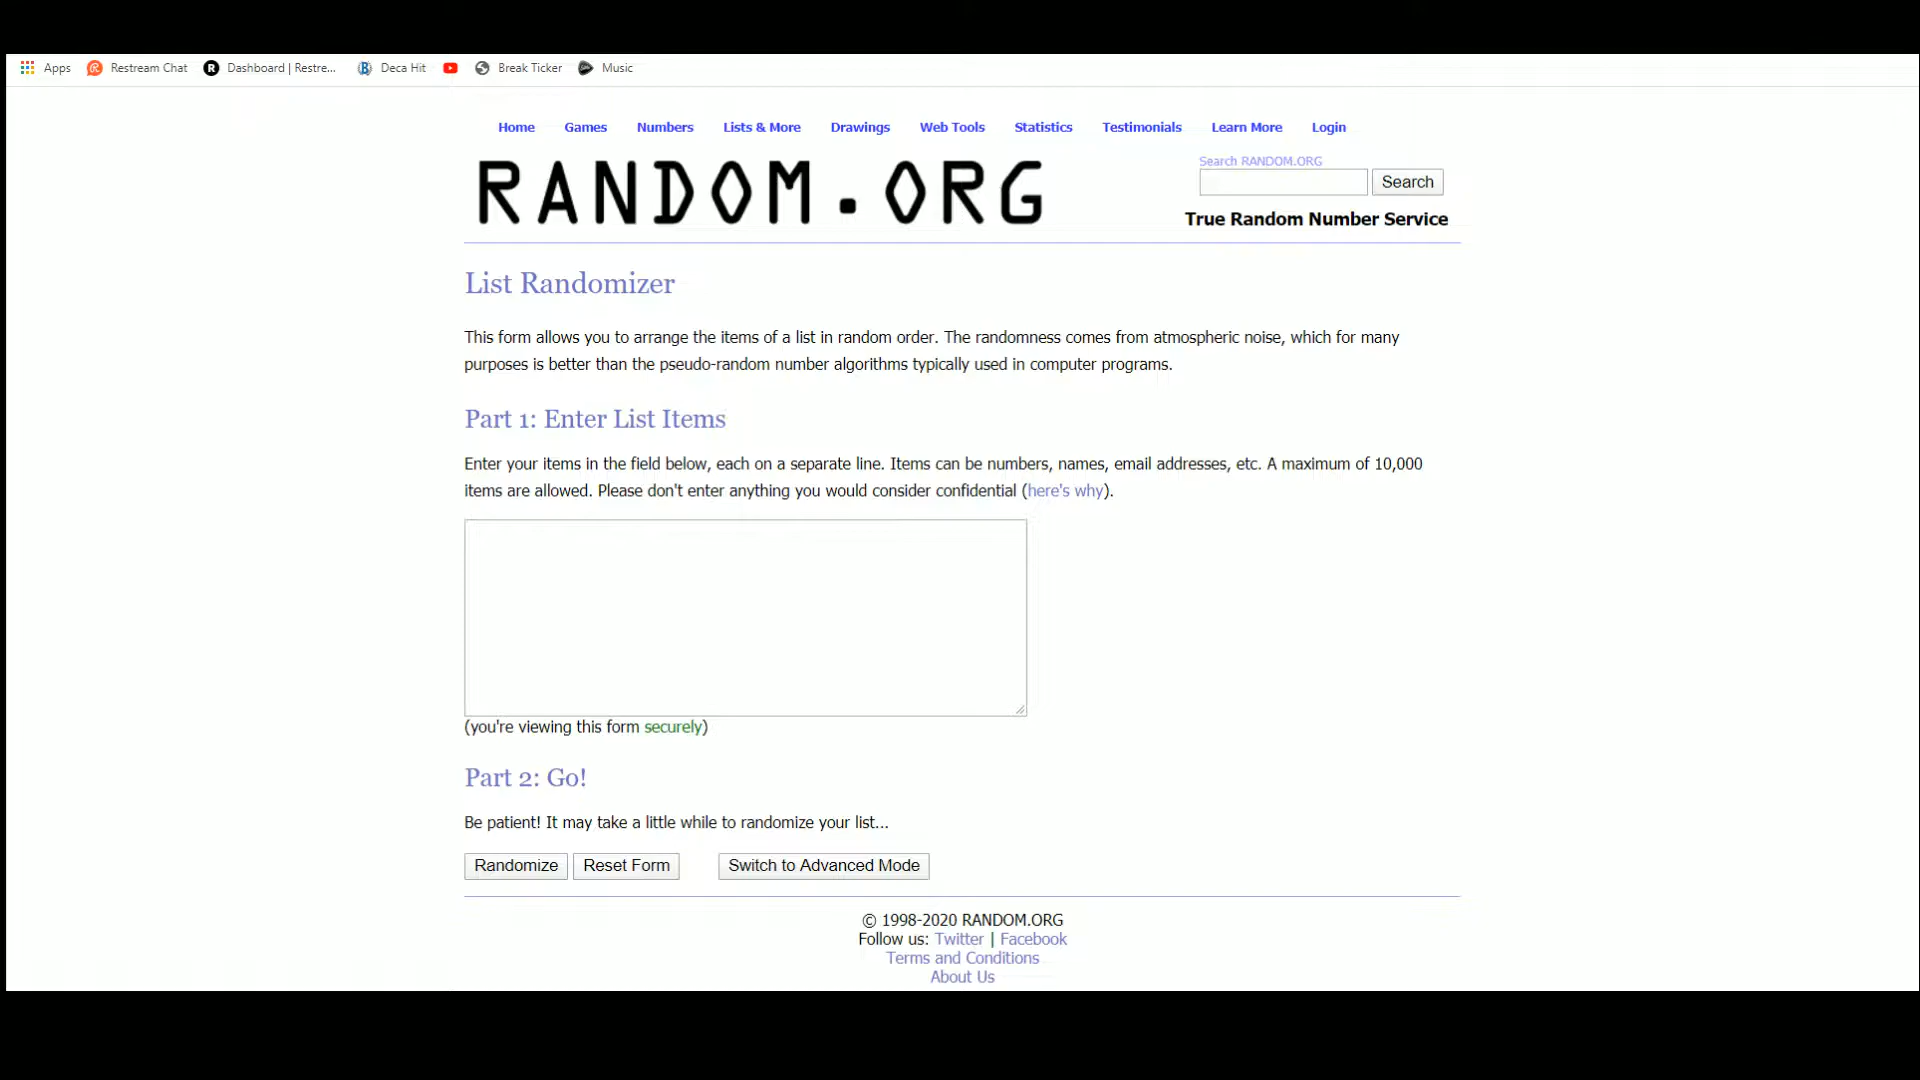 Apps Restream Chat Dashboard | Restre... Deca Hit Break Ticker Music
Home Games Numbers Lists & More Drawings Web Tools Statistics Testimonials Learn More Login
RANDOM.ORG
Search RANDOM.ORG
Search
True Random Number Service
List Randomizer
This form allows you to arrange the items of a list in random order. The randomness comes from atmospheric noise, which for many
purposes is better than the pseudo-random number algorithms typically used in computer programs.
Part 1: Enter List Items
Enter your items in the field below, each on a separate line. Items can be numbers, names, email addresses, etc. A maximum of 10,000
items are allowed. Please don't enter anything you would consider confidential (here's why).
(you're viewing this form securely)
Part 2: Go!
Be patient! It may take a little while to randomize your list...
Randomize Reset Form Switch to Advanced Mode
© 1998-2020 RANDOM.ORG
Follow us: Twitter | Facebook
Terms and Conditions
About Us